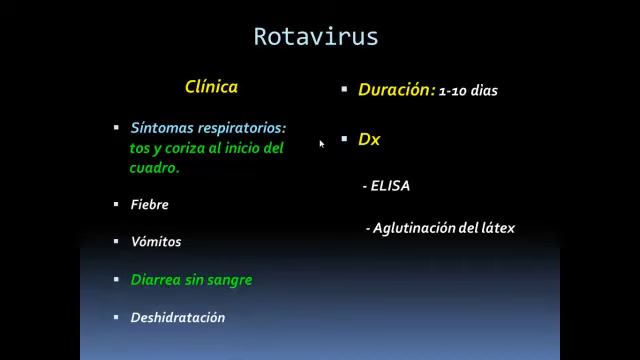 Rotavirus
Clínica
Síntomas respiratorios:
tos y coriza al inicio del
cuadro.
Fiebre
Vómitos
Diarrea sin sangre
Deshidratación
Duración: 1-10 dìas
Dx
- ELISA
- Aglutinación del látex